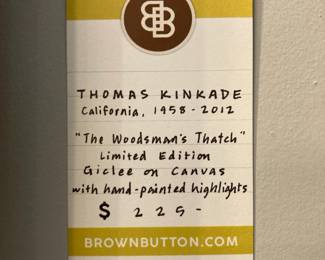 THOMAS KINKADE
California, 1958 - 2012
"The Woodsman's Thatch"
Limited Edition
Giclee on Canvas
with hand-painted highlights
$ 225-
BROWNBUTTON.COM